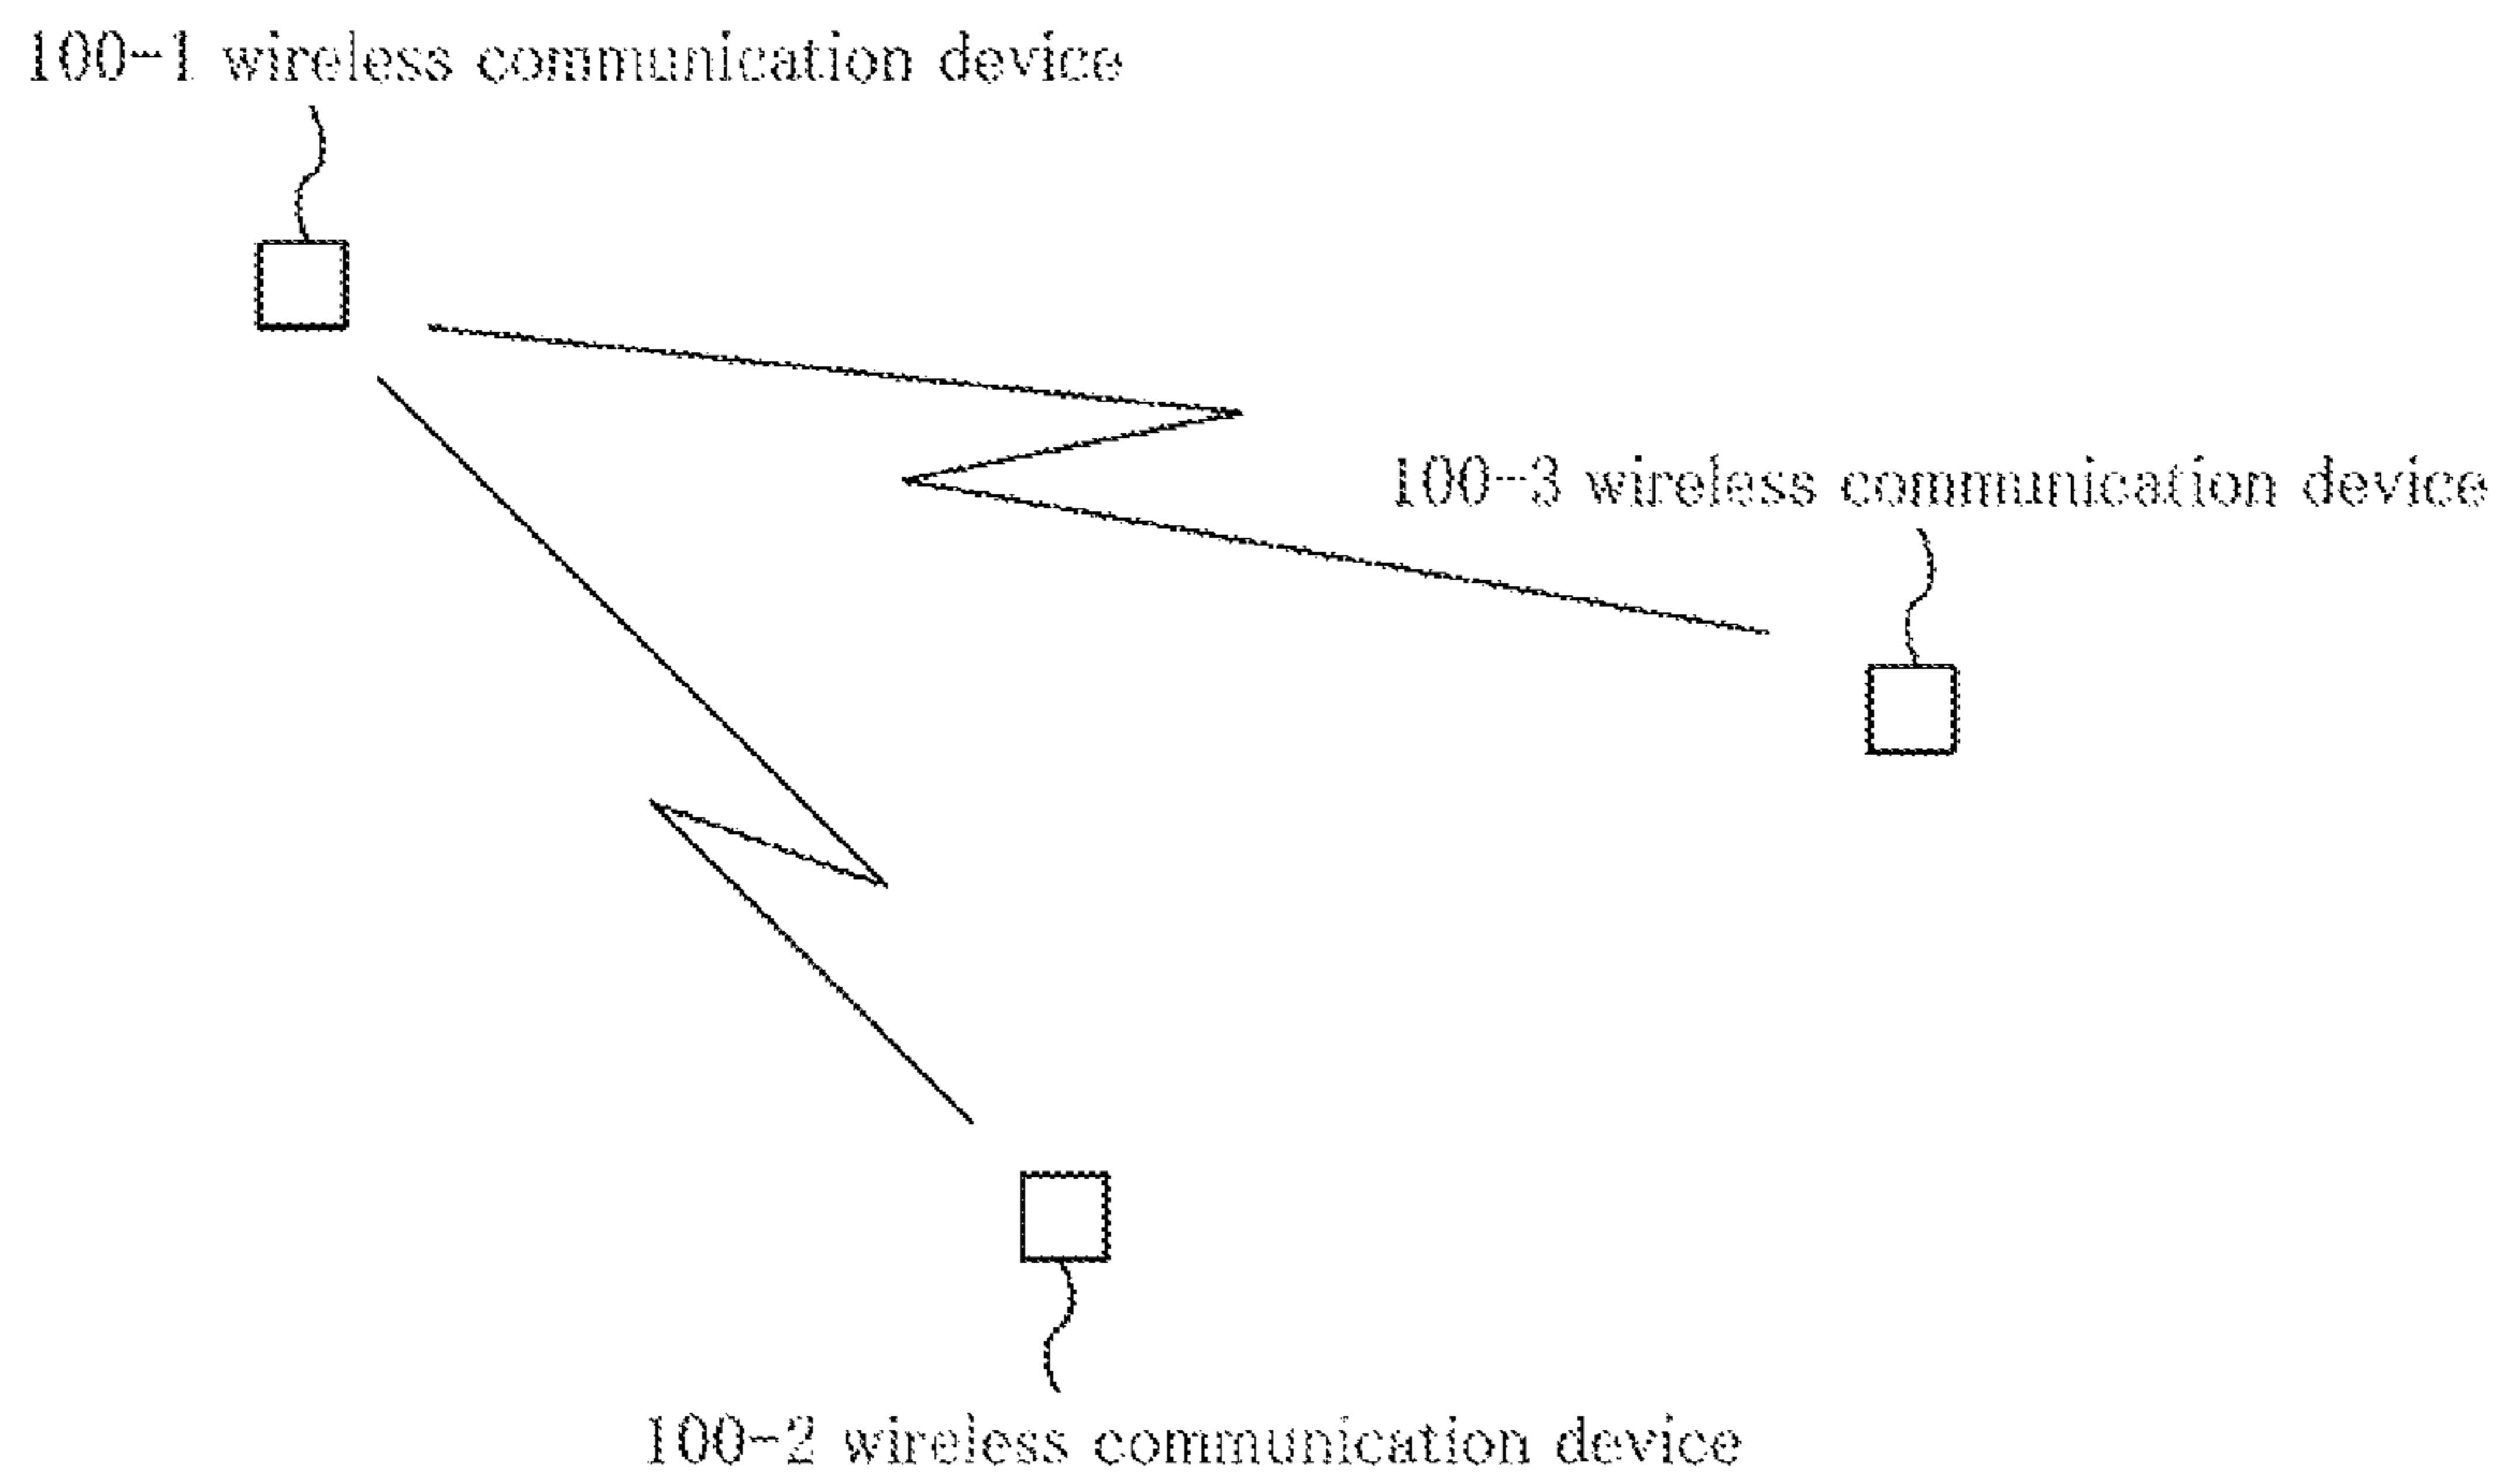 100-1 wireless communication device
100-3 wireless communication device
100-2 wireless communication device